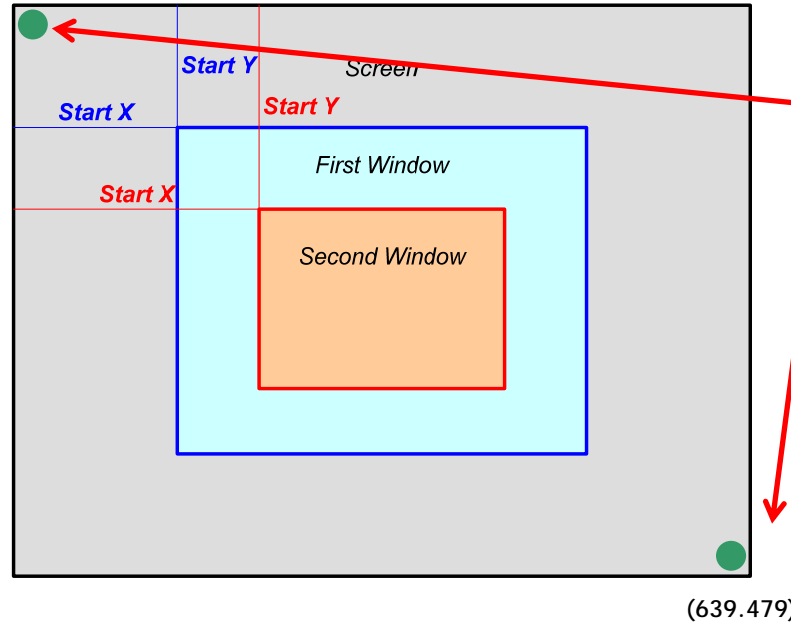 Start Y
Screen
Start Y
Start X
First Window
Start X
Second Window
(639.479)